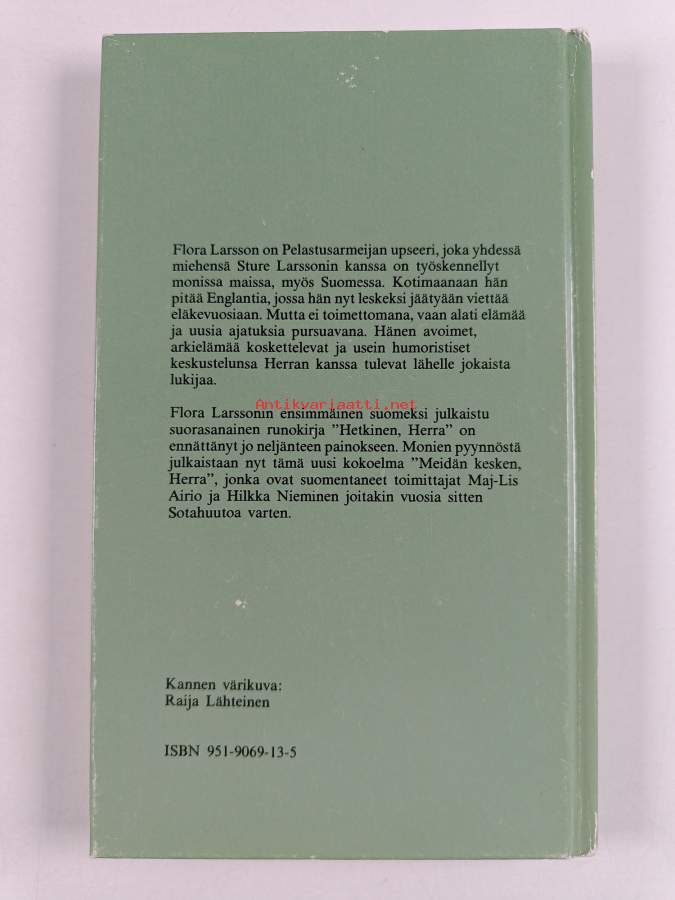 Flora Larsson on Pelastusarmeijan upseeri, joka yhdessä
miehensä Sture Larssonin kanssa on työskennellyt
monissa maissa, myös Suomessa. Kotimaanaan hän
pitää Englantia, jossa hän nyt leskeksi jäätyään viettää
eläkevuosiaan. Mutta ei toimettomana, vaan alati elämää
ja uusia ajatuksia pursuavana. Hänen avoimet,
arkielämää koskettelevat ja usein humoristiset
keskustelunsa Herran kanssa tulevat lähelle jokaista
lukijaa.
Antikvariaatti.net
Flora Larssonin ensimmäinen suomeksi julkaistu
suorasanainen runokirja ”Hetkinen, Herra” on
ennättänyt jo neljänteen painokseen. Monien pyynnöstä
julkaistaan nyt tämä uusi kokoelma ”Meidän kesken,
Herra”, jonka ovat suomentaneet toimittajat Maj-Lis
Airio ja Hilkka Nieminen joitakin vuosia sitten
Sotahuutoa varten.
Kannen värikuva:
Raija Lähteinen
ISBN 951-9069-13-5